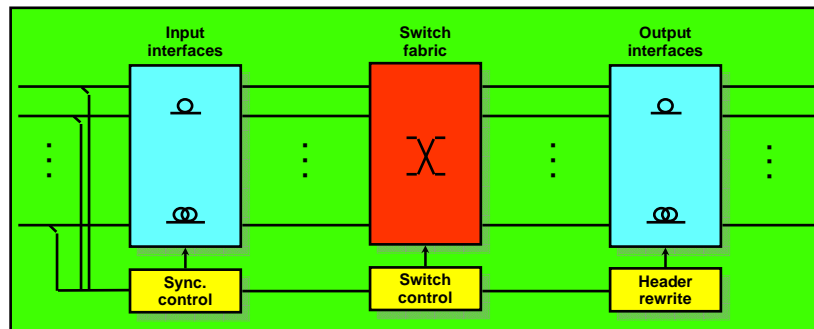 Input
interfaces
Switch
fabric
Output
interfaces
Sync.
control
Switch
control
Header
rewrite